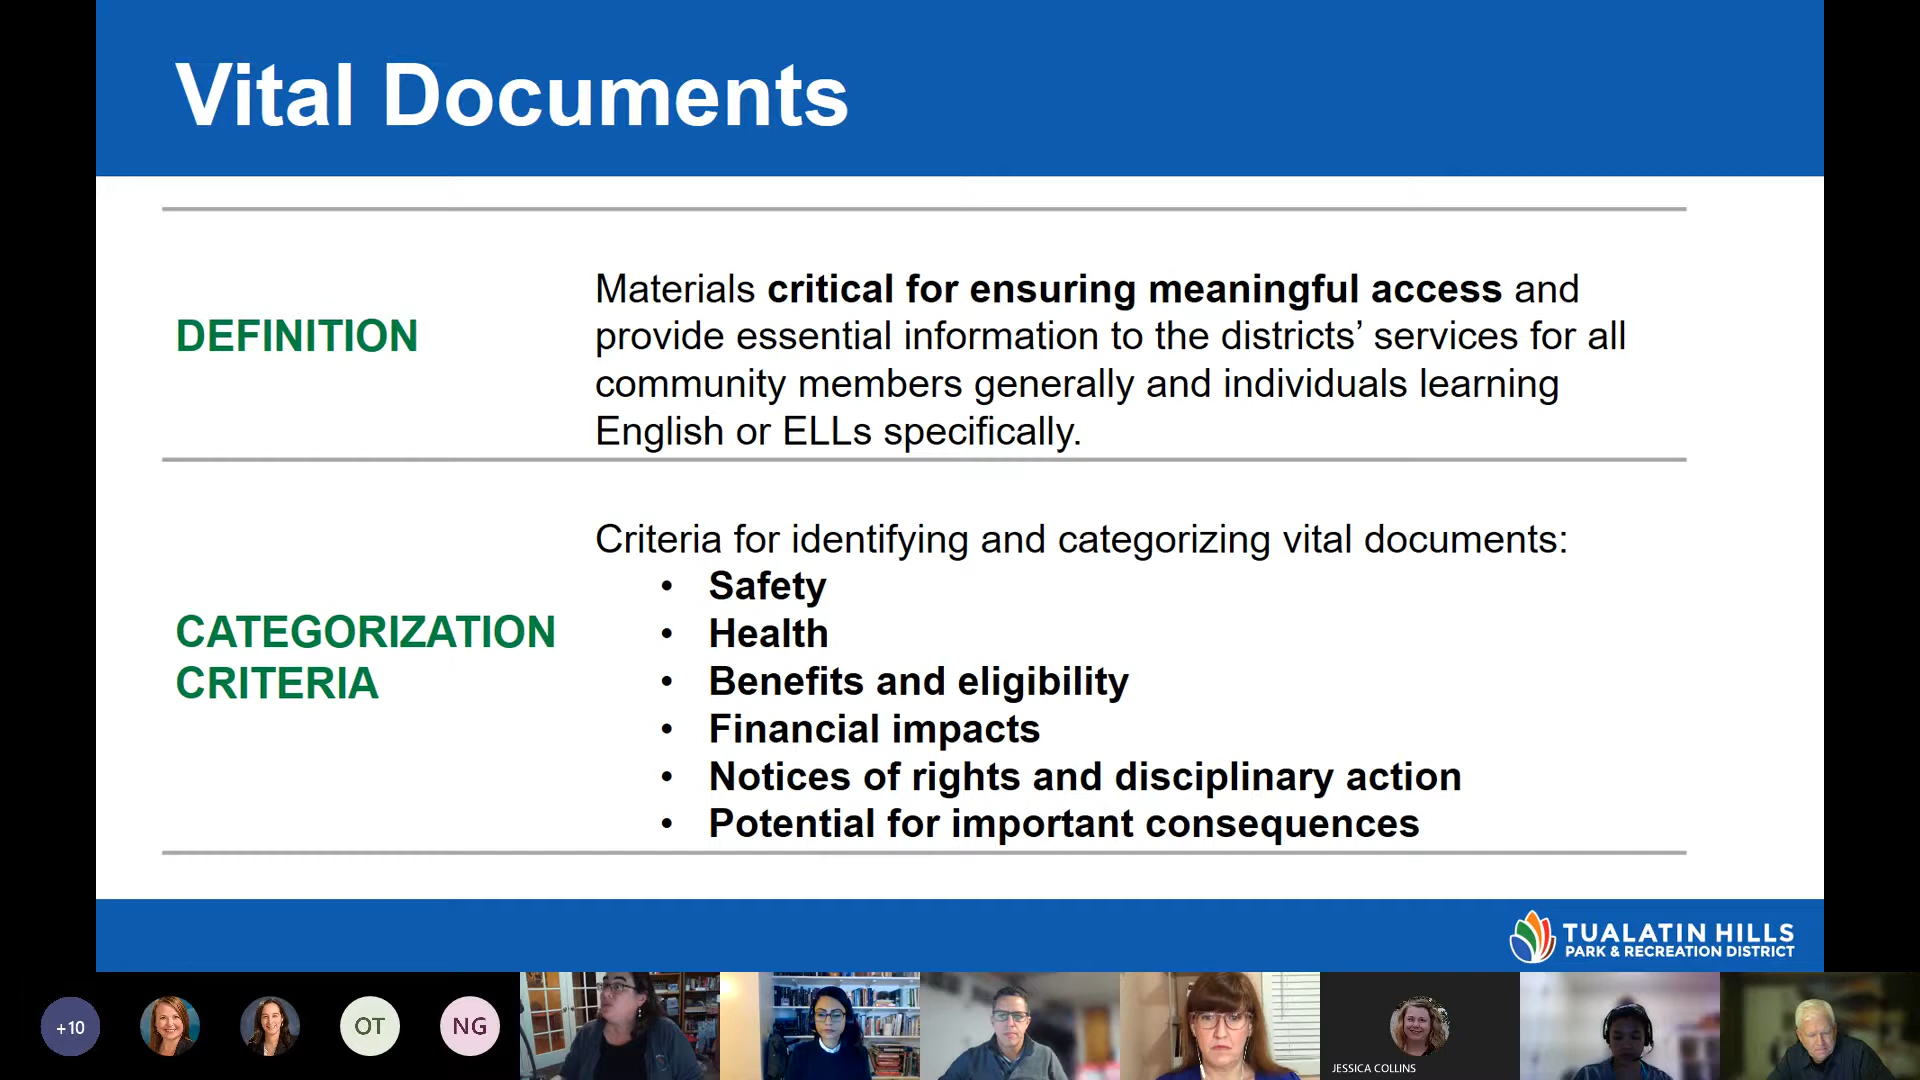 Vital Documents
DEFINITION
Materials critical for ensuring meaningful access and
provide essential information to the districts’ services for all
community members generally and individuals learning
English or ELLs specifically.
CATEGORIZATION
CRITERIA
Criteria for identifying and categorizing vital documents:
• Safety
• Health
• Benefits and eligibility
• Financial impacts
• Notices of rights and disciplinary action
• Potential for important consequences
TUALATIN HILLS
PARK & RECREATION DISTRICT
+10
OT
NG
JESSICA COLLINS